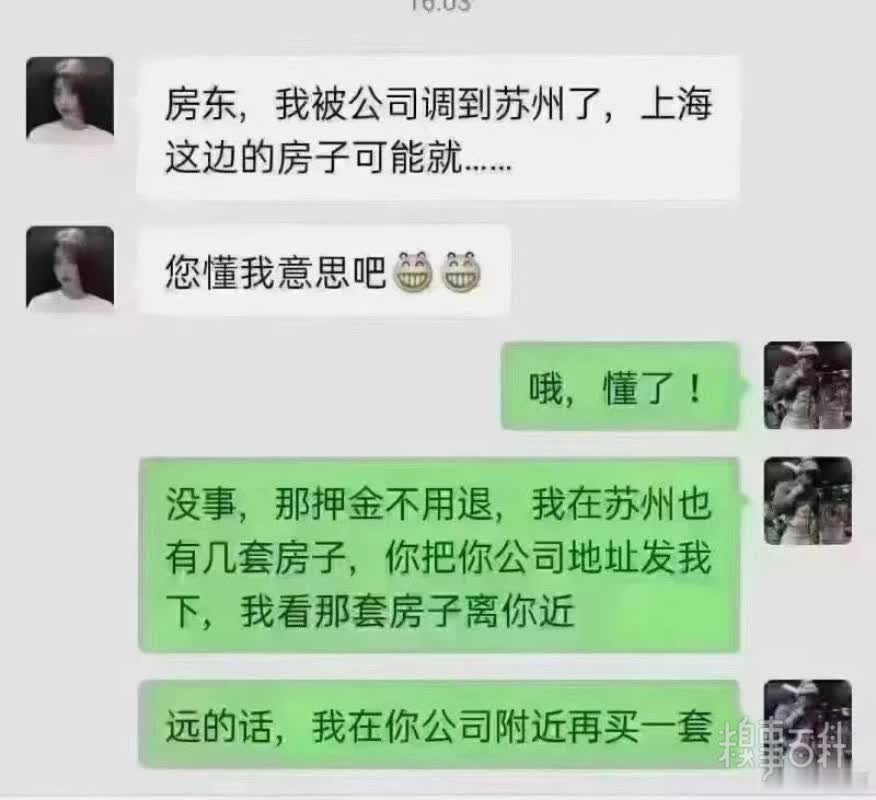 16:03
房东，我被公司调到苏州了，上海
这边的房子可能就……
您懂我意思吧
哦，懂了！
没事，那押金不用退，我在苏州也
有几套房子，你把你公司地址发我
下，我看那套房子离你近
远的话，我在你公司附近再买一套
糗事百科